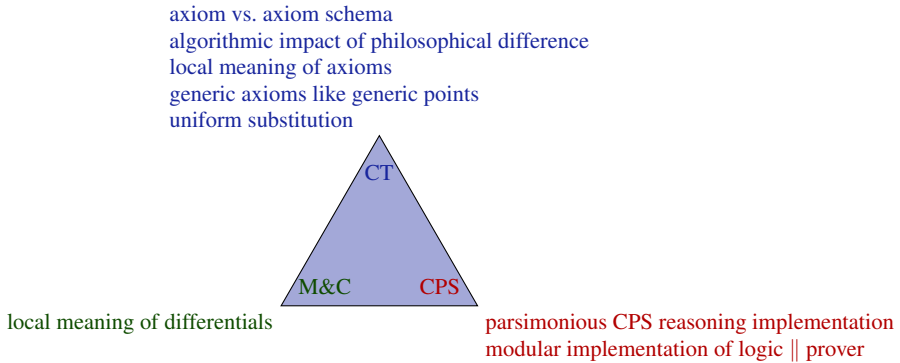 axiom vs. axiom schema
algorithmic impact of philosophical difference
local meaning of axioms
generic axioms like generic points
uniform substitution
CT
M&C
CPS
local meaning of differentials
parsimonious CPS reasoning implementation
modular implementation of logic ∥ prover